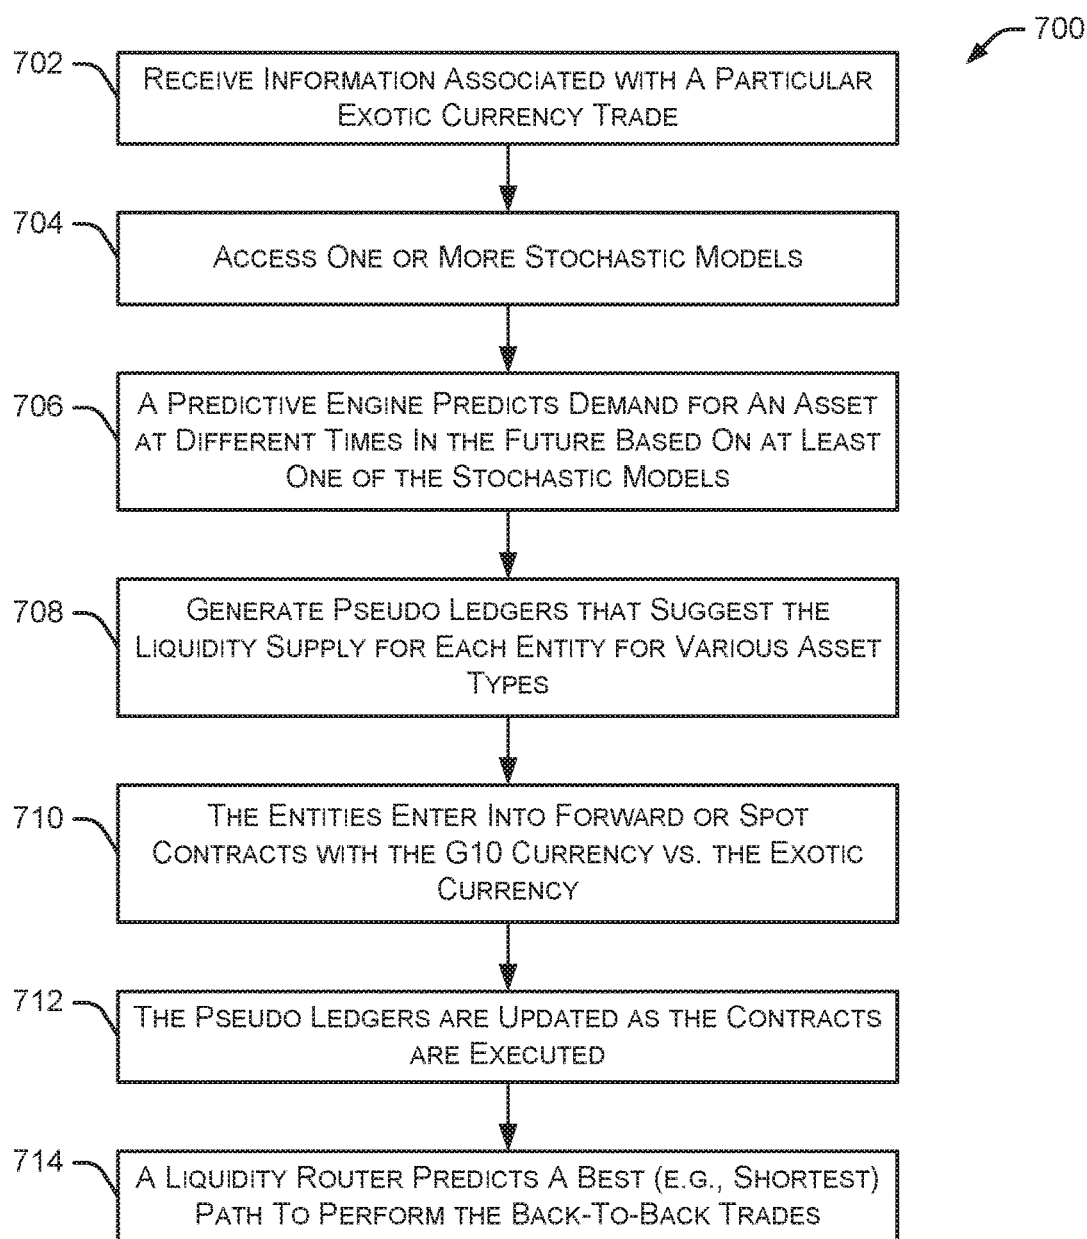 700
702
RECEIVE INFORMATION ASSOCIATED WITH A PARTICULAR
EXOTIC CURRENCY TRADE
704
ACCESS ONE OR MORE STOCHASTIC MODELS
706
A PREDICTIVE ENGINE PREDICTS DEMAND FOR AN ASSET
AT DIFFERENT TIMES IN THE FUTURE BASED ON AT LEAST
ONE OF THE STOCHASTIC MODELS
708
GENERATE PSEUDO LEDGERS THAT SUGGEST THE
LIQUIDITY SUPPLY FOR EACH ENTITY FOR VARIOUS ASSET
TYPES
710
THE ENTITIES ENTER INTO FORWARD OR SPOT
CONTRACTS WITH THE G10 CURRENCY VS. THE EXOTIC
CURRENCY
712
THE PSEUDO LEDGERS ARE UPDATED AS THE CONTRACTS
ARE EXECUTED
714
A LIQUIDITY ROUTER PREDICTS A BEST (E.G., SHORTEST)
PATH TO PERFORM THE BACK-TO-BACK TRADES